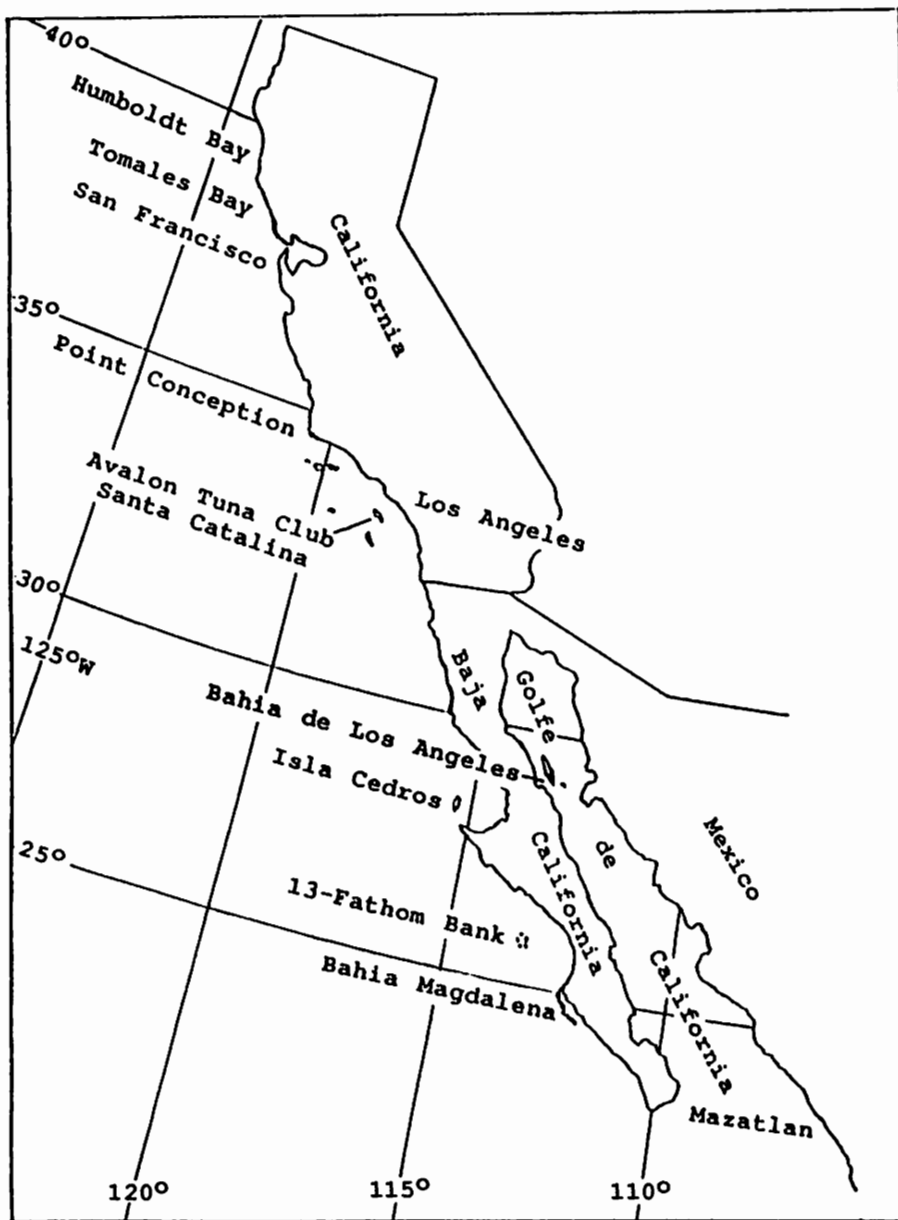 40°
Humboldt Bay
Tomales Bay
San Francisco
California
35°
Point Conception
Avalon Tuna Club
Santa Catalina
Los Angeles
30°
125°W
Baja
Golfe
Bahia de Los Angeles
Isla Cedros
de
Mexico
California
25°
13-Fathom Bank
Bahia Magdalena
California
Mazatlan
120°
115°
110°